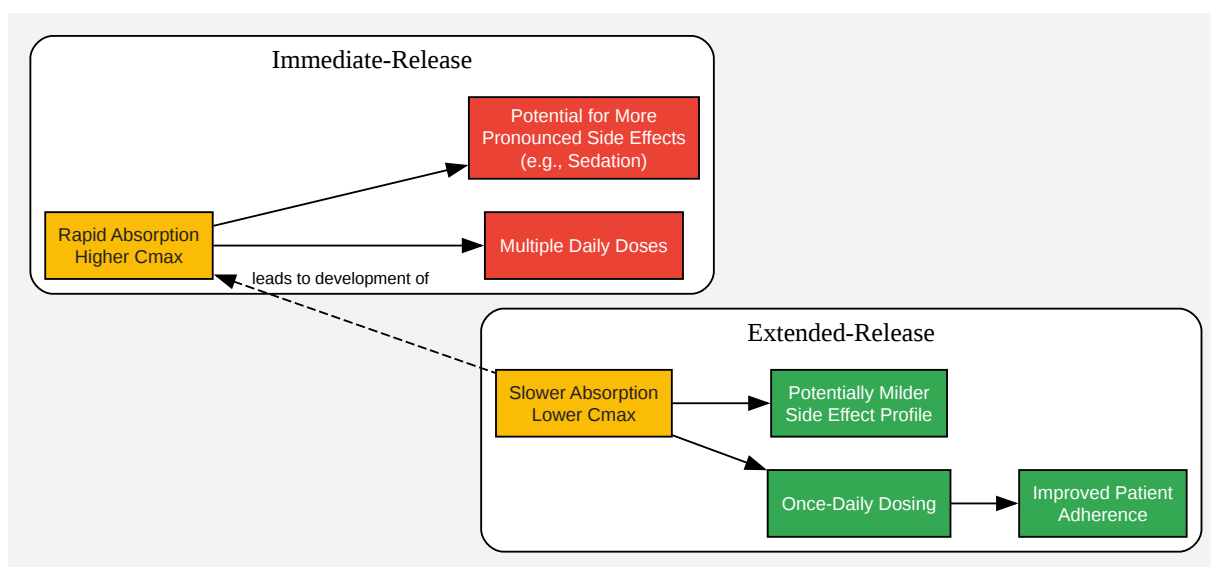 Immediate-Release
Potential for More
Pronounced Side Effects
(e.g., Sedation)
Rapid Absorption
Higher Cmax
Multiple Daily Doses
leads to development of
Extended-Release
Slower Absorption
Lower Cmax
Potentially Milder
Side Effect Profile
Once-Daily Dosing
Improved Patient
Adherence